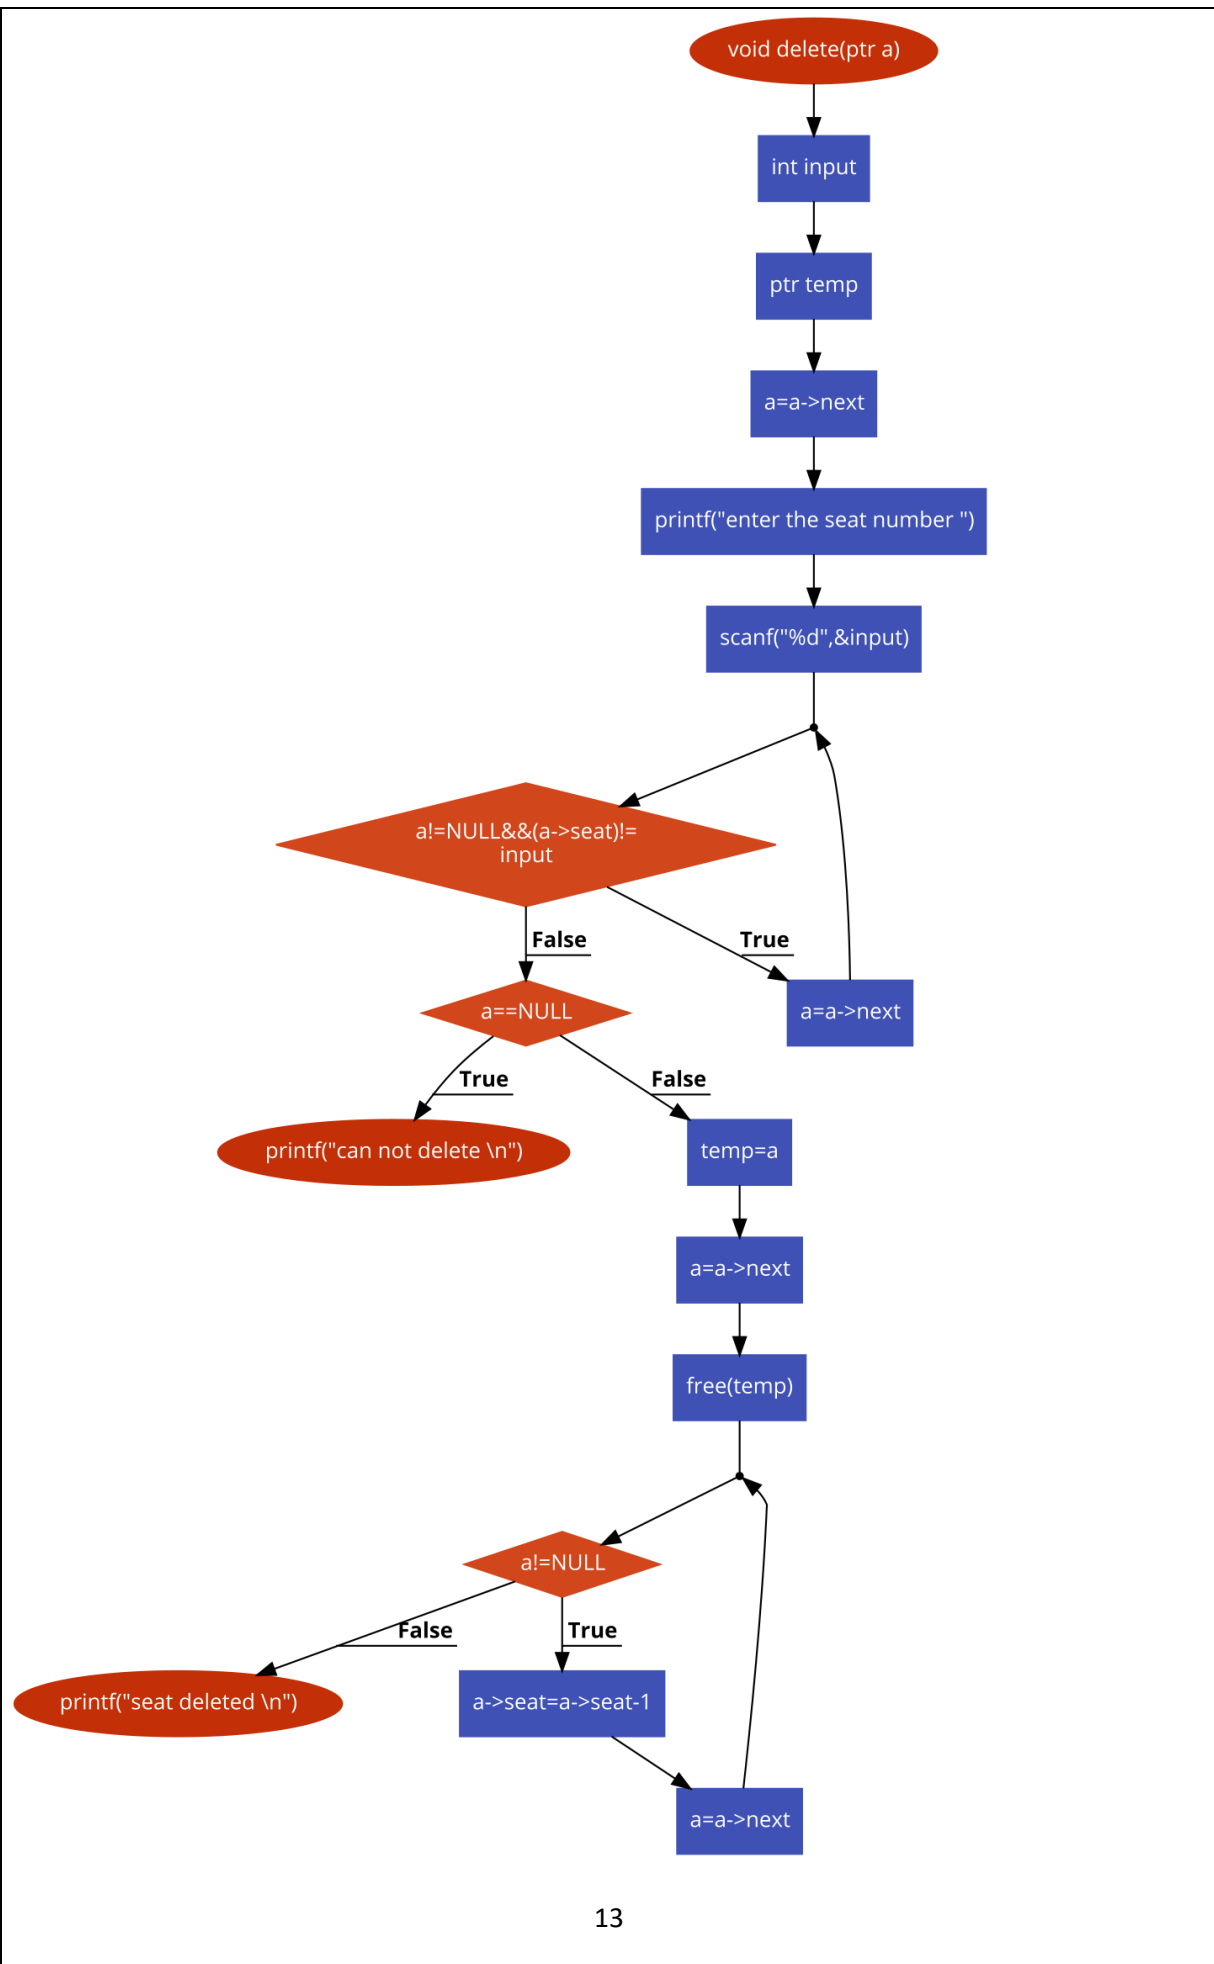 void delete(ptr a)
int input
ptr temp
a=a->next
printf("enter the seat number ")
scanf("%d",&input)
a!=NULL&&(a->seat)!=
input
False
True
a==NULL
a=a->next
True
False
printf("can not delete \n")
temp=a
a=a->next
free(temp)
a!=NULL
False
True
printf("seat deleted \n")
a->seat=a->seat-1
a=a->next
13